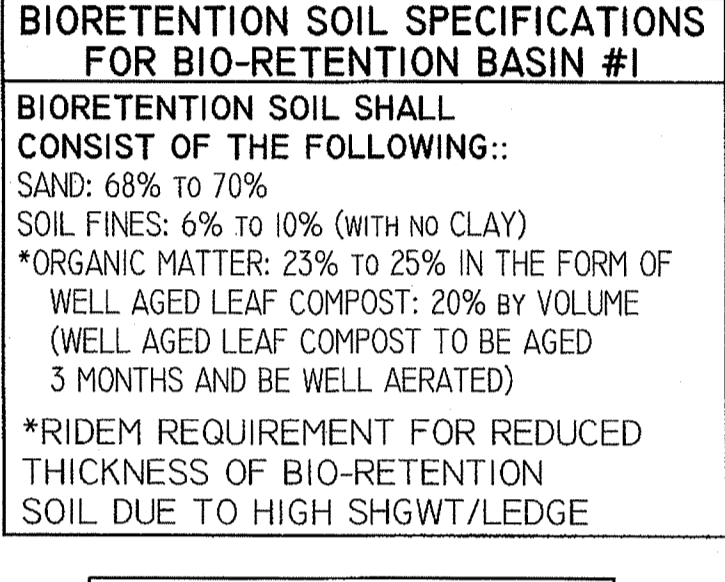 BIORETENTION SOIL SPECIFICATIONS
FOR BIO-RETENTION BASIN #1
BIORETENTION SOIL SHALL
CONSIST OF THE FOLLOWING::
SAND: 68% TO 70%
SOIL FINES: 6% TO 10% (WITH NO CLAY)
*ORGANIC MATTER: 23% TO 25% IN THE FORM OF
WELL AGED LEAF COMPOST: 20% BY VOLUME
(WELL AGED LEAF COMPOST TO BE AGED
3 MONTHS AND BE WELL AERATED)
*RIDEM REQUIREMENT FOR REDUCED
THICKNESS OF BIO-RETENTION
SOIL DUE TO HIGH SHGWT/LEDGE